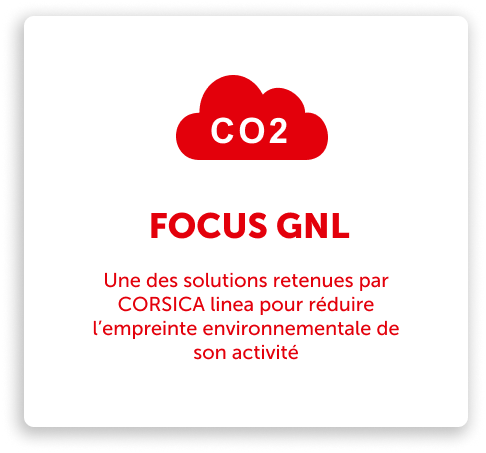 CO2
FOCUS GNL
Une des solutions retenues par
CORSICA linea pour réduire
l’empreinte environnementale de
son activité